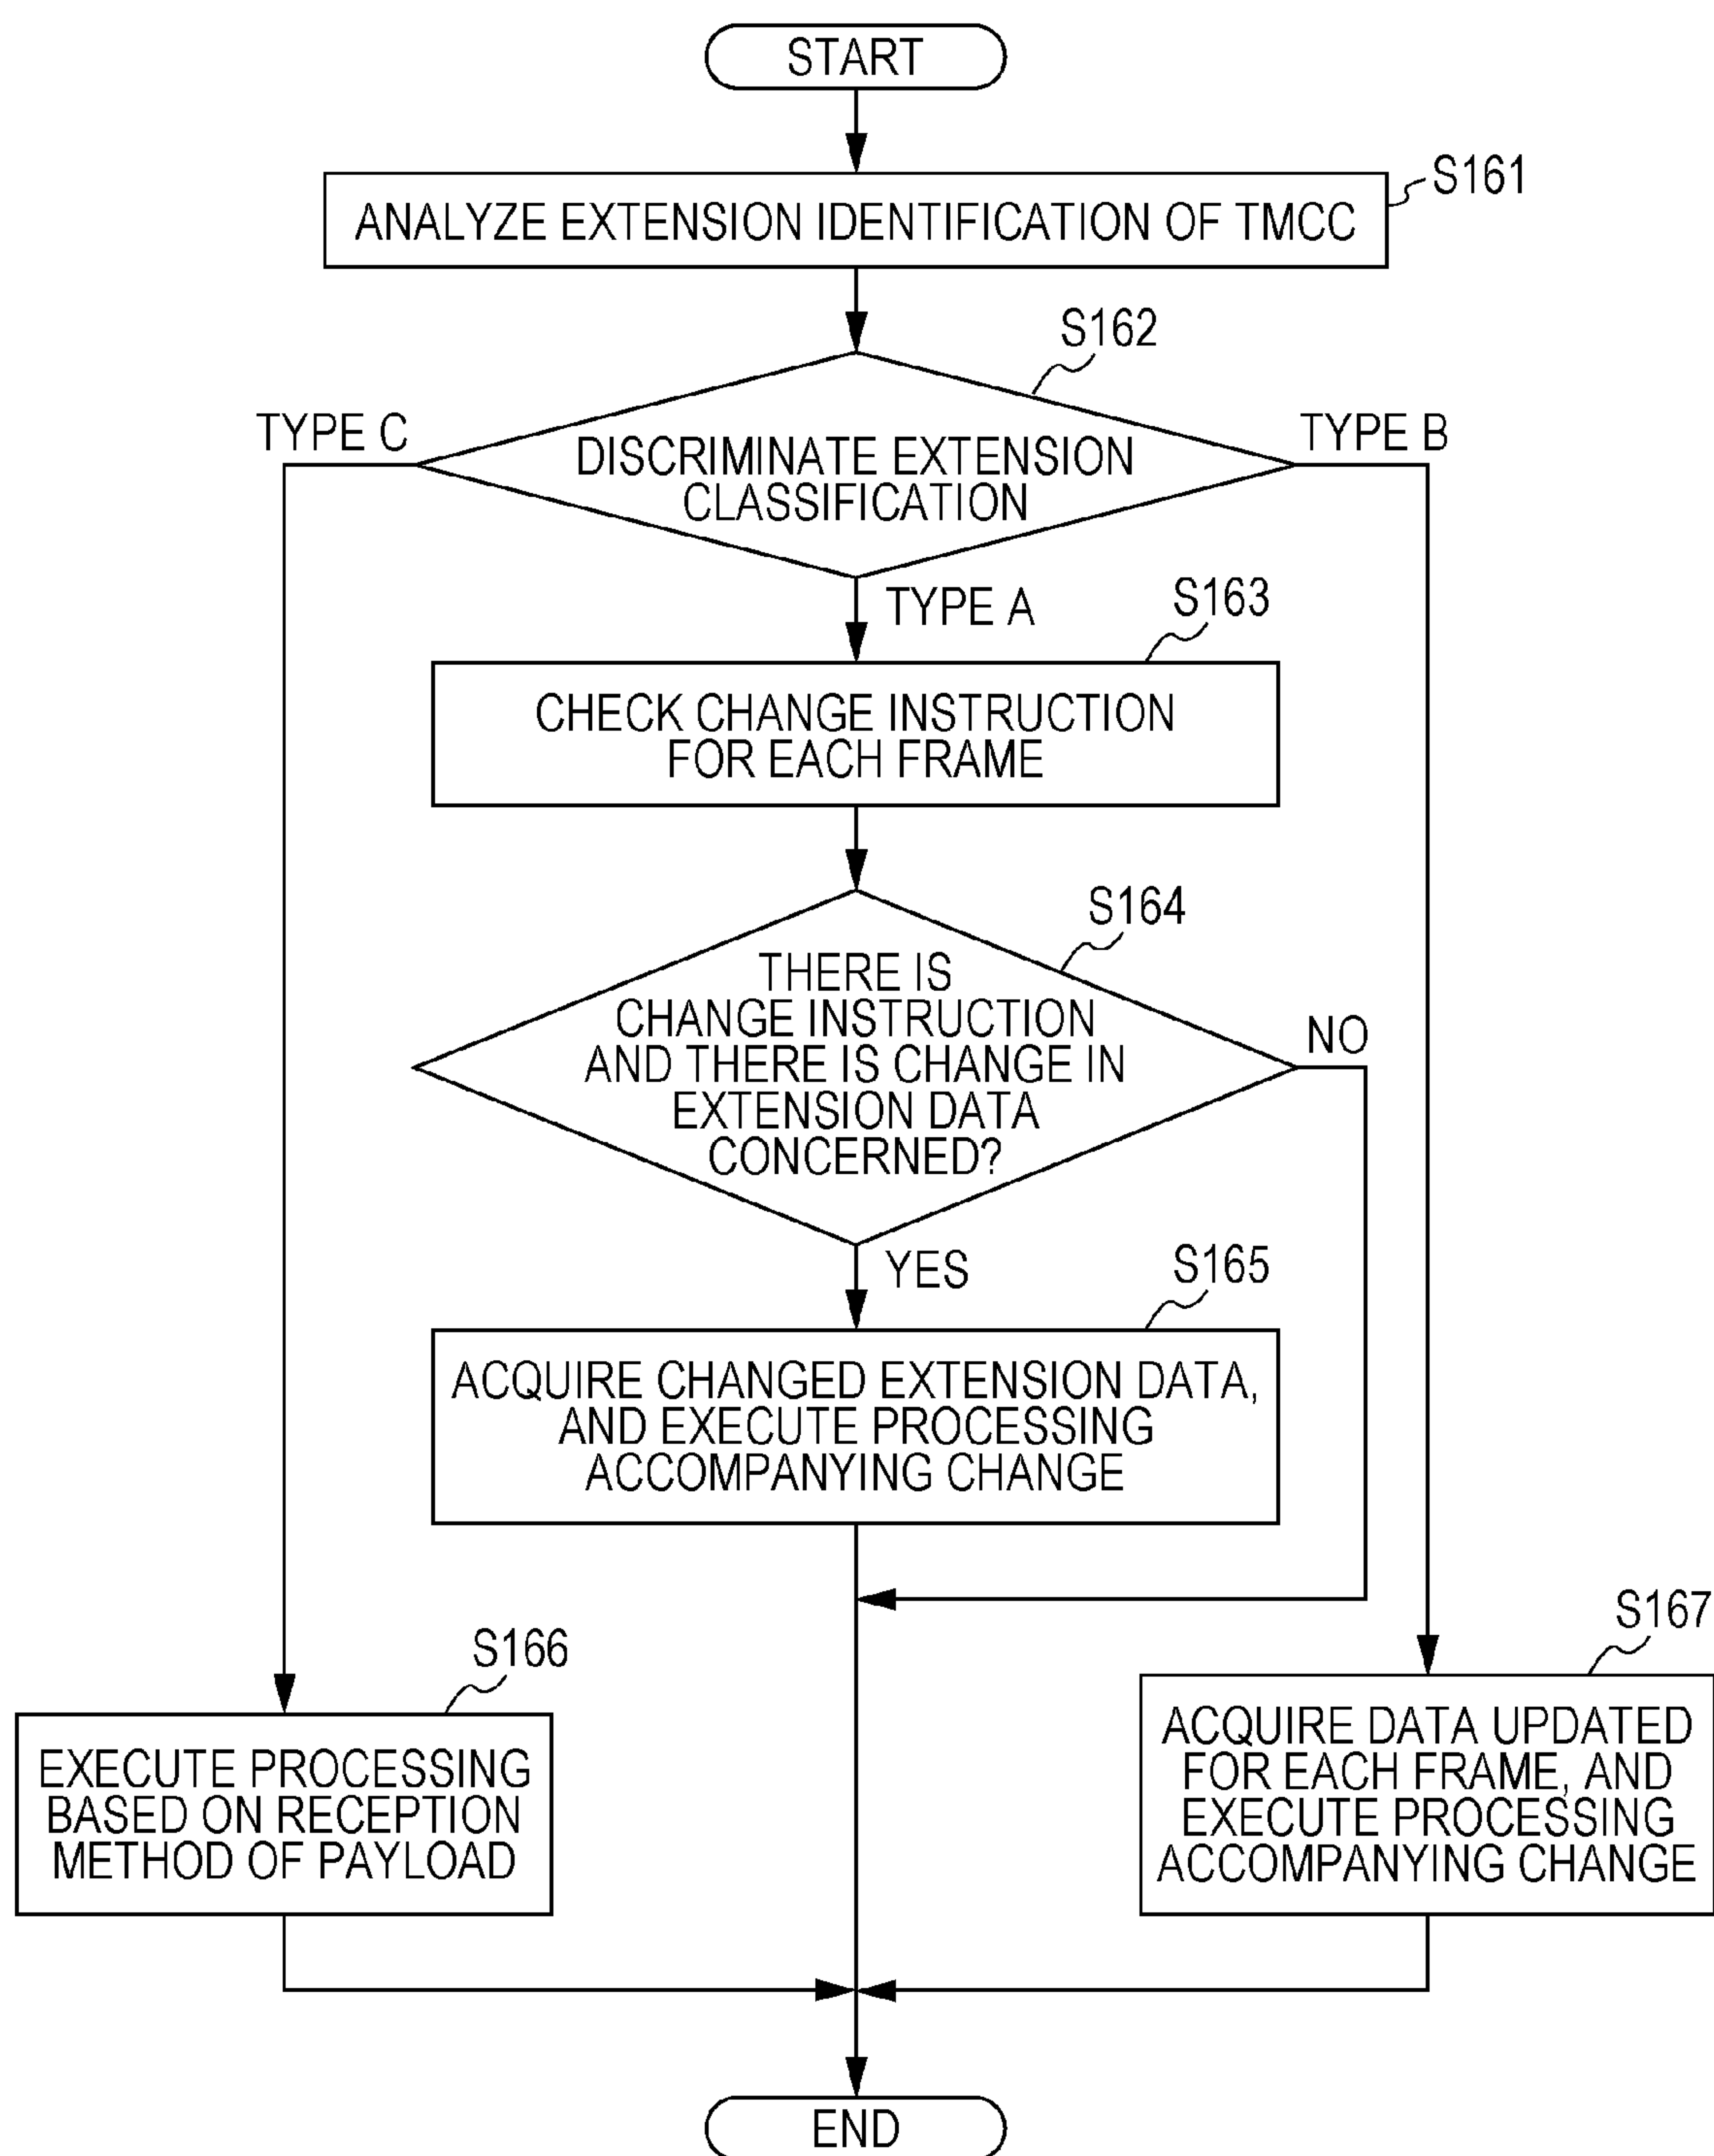 START
S161
ANALYZE EXTENSION IDENTIFICATION OF TMCC
S162
TYPE C
TYPE B
DISCRIMINATE EXTENSION
CLASSIFICATION
TYPE A
S163
CHECK CHANGE INSTRUCTION
FOR EACH FRAME
S164
THERE IS
CHANGE INSTRUCTION
AND THERE IS CHANGE IN
EXTENSION DATA
CONCERNED?
NO
YES
S165
ACQUIRE CHANGED EXTENSION DATA,
AND EXECUTE PROCESSING
ACCOMPANYING CHANGE
S166
EXECUTE PROCESSING
BASED ON RECEPTION
METHOD OF PAYLOAD
S167
ACQUIRE DATA UPDATED
FOR EACH FRAME, AND
EXECUTE PROCESSING
ACCOMPANYING CHANGE
END